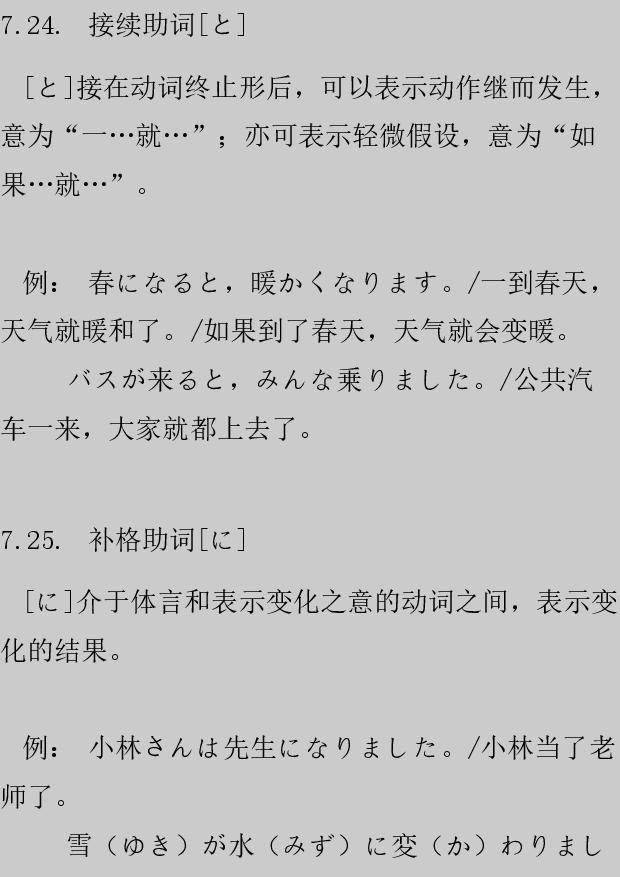 7.24.　接续助词[と]
[と]接在动词终止形后，可以表示动作继而发生，
意为“一…就…”；亦可表示轻微假设，意为“如
果…就…”。
例：　春になると，暖かくなります。/一到春天，
天气就暖和了。/如果到了春天，天气就会变暖。
バスが来ると，みんな乗りました。/公共汽
车一来，大家就都上去了。
7.25.　补格助词[に]
[に]介于体言和表示变化之意的动词之间，表示变
化的结果。
例：　小林さんは先生になりました。/小林当了老
师了。
雪（ゆき）が水（みず）に変（か）わりまし